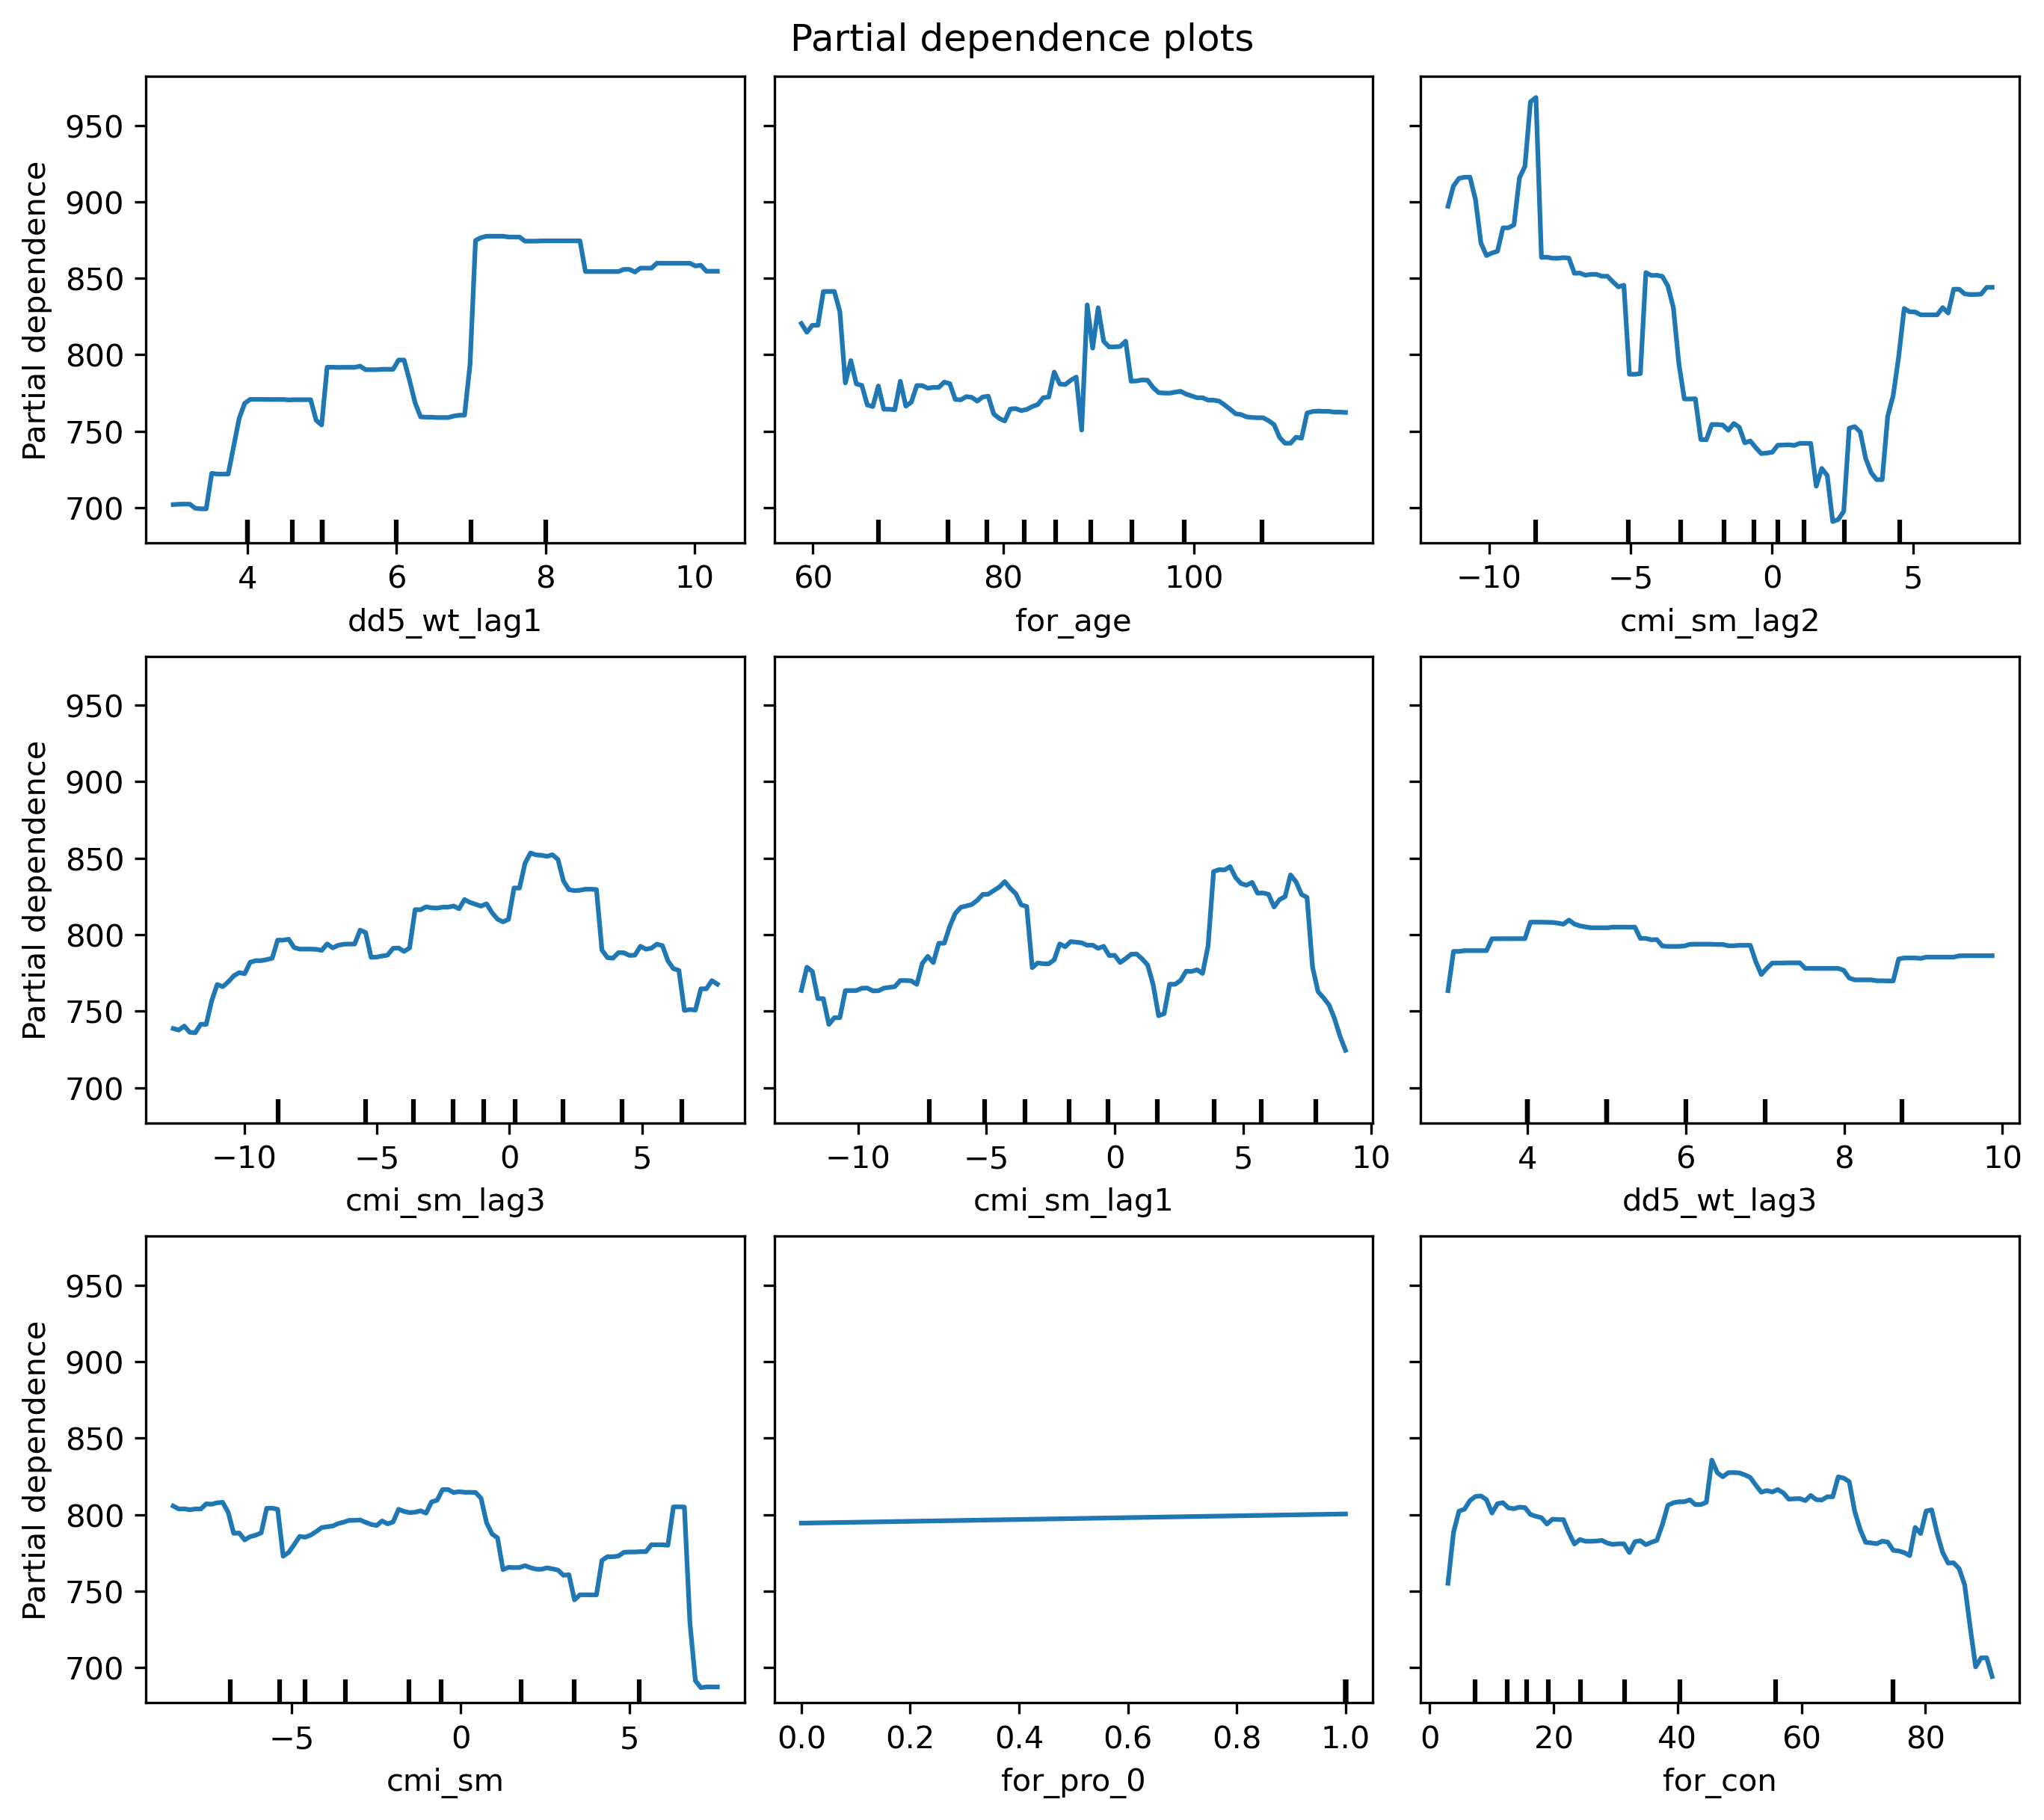 Partial dependence plots
Partial dependence
950
900
850
800
750
700
4 6 8 10
dd5_wt_lag1
60 80 100
for_age
−10 −5 0 5
cmi_sm_lag2
Partial dependence
950
900
850
800
750
700
−10 −5 0 5
cmi_sm_lag3
−10 −5 0 5 10
cmi_sm_lag1
4 6 8 10
dd5_wt_lag3
Partial dependence
950
900
850
800
750
700
−5 0 5
cmi_sm
0.0 0.2 0.4 0.6 0.8 1.0
for_pro_0
0 20 40 60 80
for_con